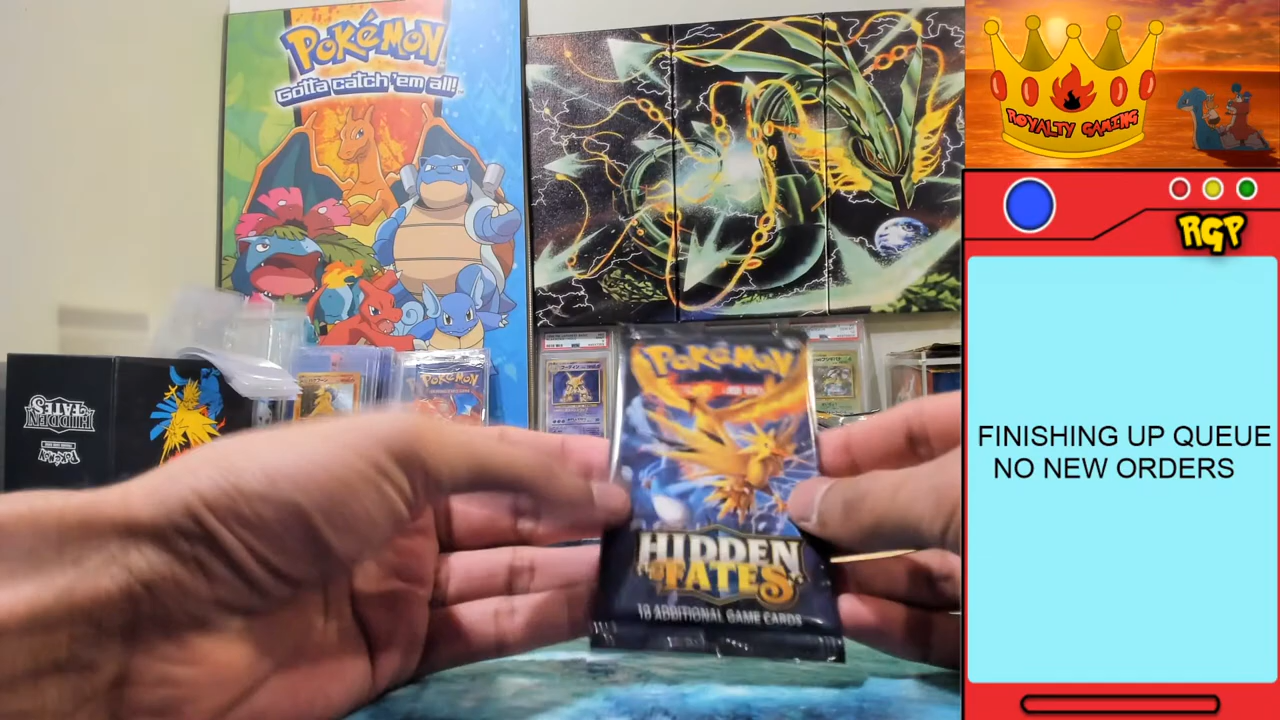 POKéMON
Gotta catch 'em all!
POKéMON
HIDDEN
FATES
10 ADDITIONAL GAME CARDS
HIDDEN
FATES
POKéMON
ROYALTY GAMING
RGP
FINISHING UP QUEUE
NO NEW ORDERS